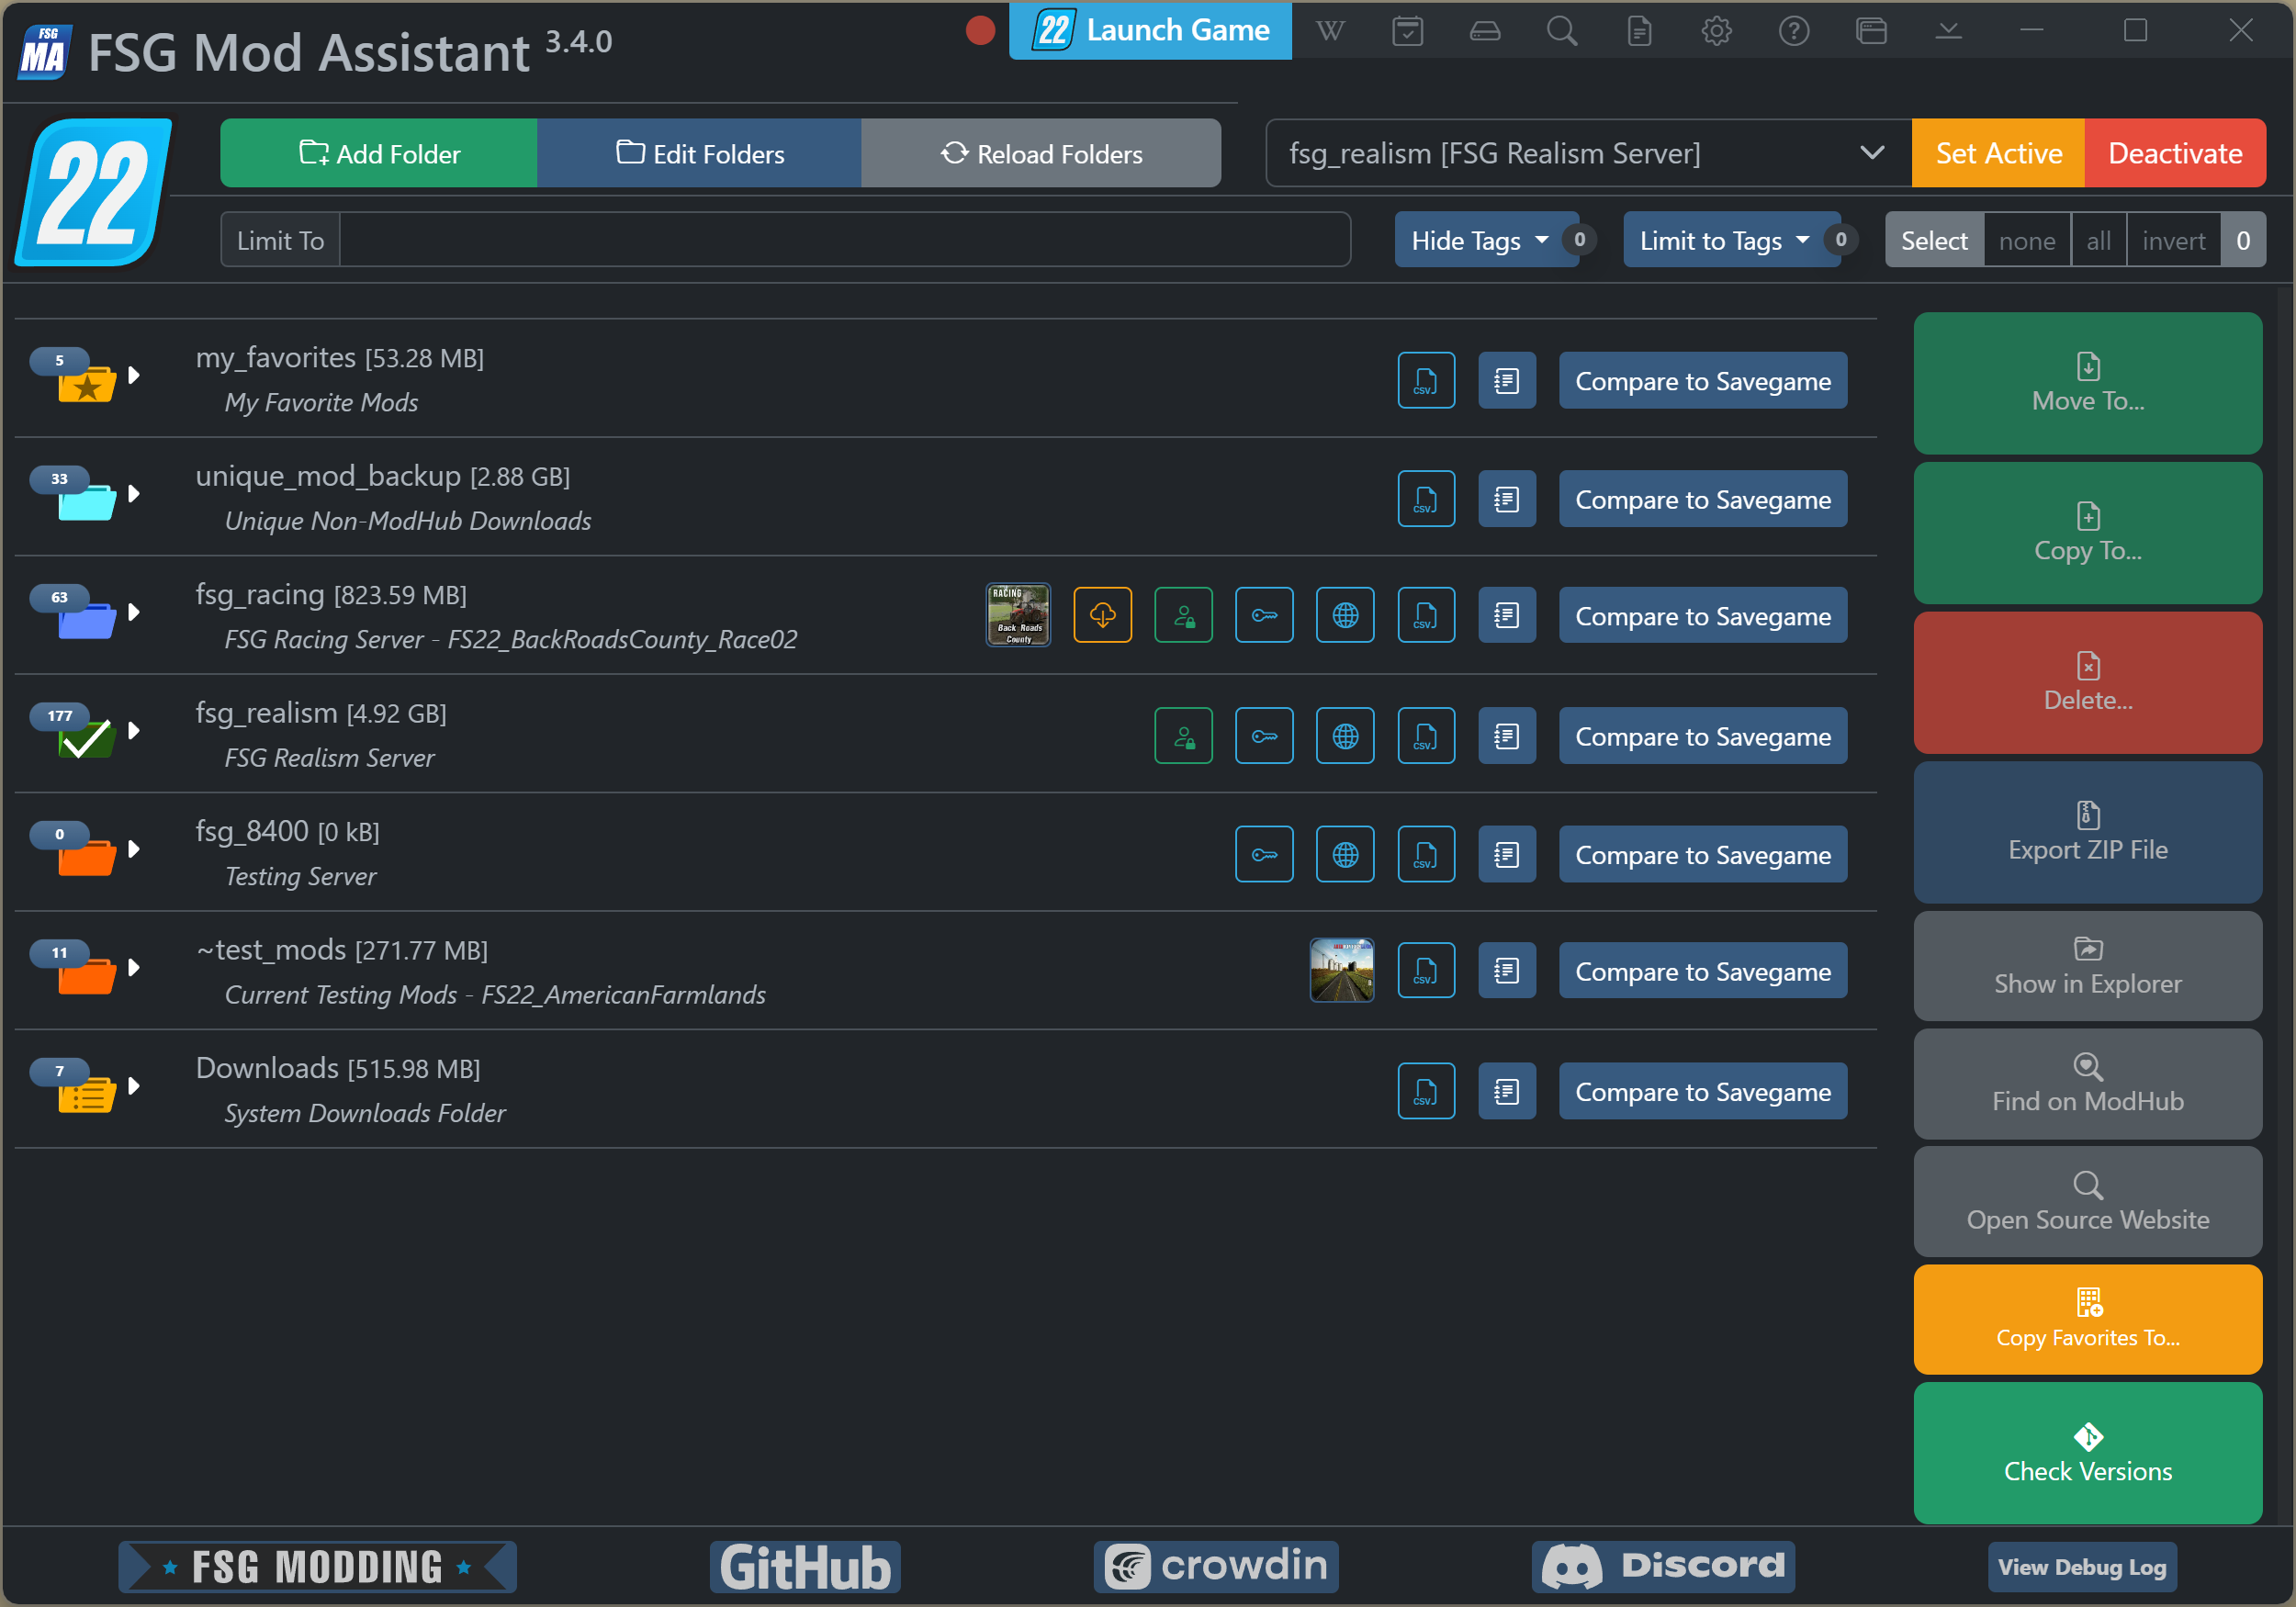 FSG
MA
FSG Mod Assistant 3.4.0
22 Launch Game
W
22
Add Folder
Edit Folders
Reload Folders
fsg_realism [FSG Realism Server]
Set Active
Deactivate
Limit To
Hide Tags 0
Limit to Tags 0
Select none all invert 0
5
my_favorites [53.28 MB]
My Favorite Mods
CSV
Compare to Savegame
33
unique_mod_backup [2.88 GB]
Unique Non-ModHub Downloads
CSV
Compare to Savegame
63
fsg_racing [823.59 MB]
FSG Racing Server - FS22_BackRoadsCounty_Race02
RACING
Back Roads
County
CSV
Compare to Savegame
177
fsg_realism [4.92 GB]
FSG Realism Server
CSV
Compare to Savegame
0
fsg_8400 [0 kB]
Testing Server
CSV
Compare to Savegame
11
~test_mods [271.77 MB]
Current Testing Mods - FS22_AmericanFarmlands
CSV
Compare to Savegame
7
Downloads [515.98 MB]
System Downloads Folder
CSV
Compare to Savegame
Move To...
Copy To...
Delete...
Export ZIP File
Show in Explorer
Find on ModHub
Open Source Website
Copy Favorites To...
Check Versions
FSG MODDING
GitHub
crowdin
Discord
View Debug Log